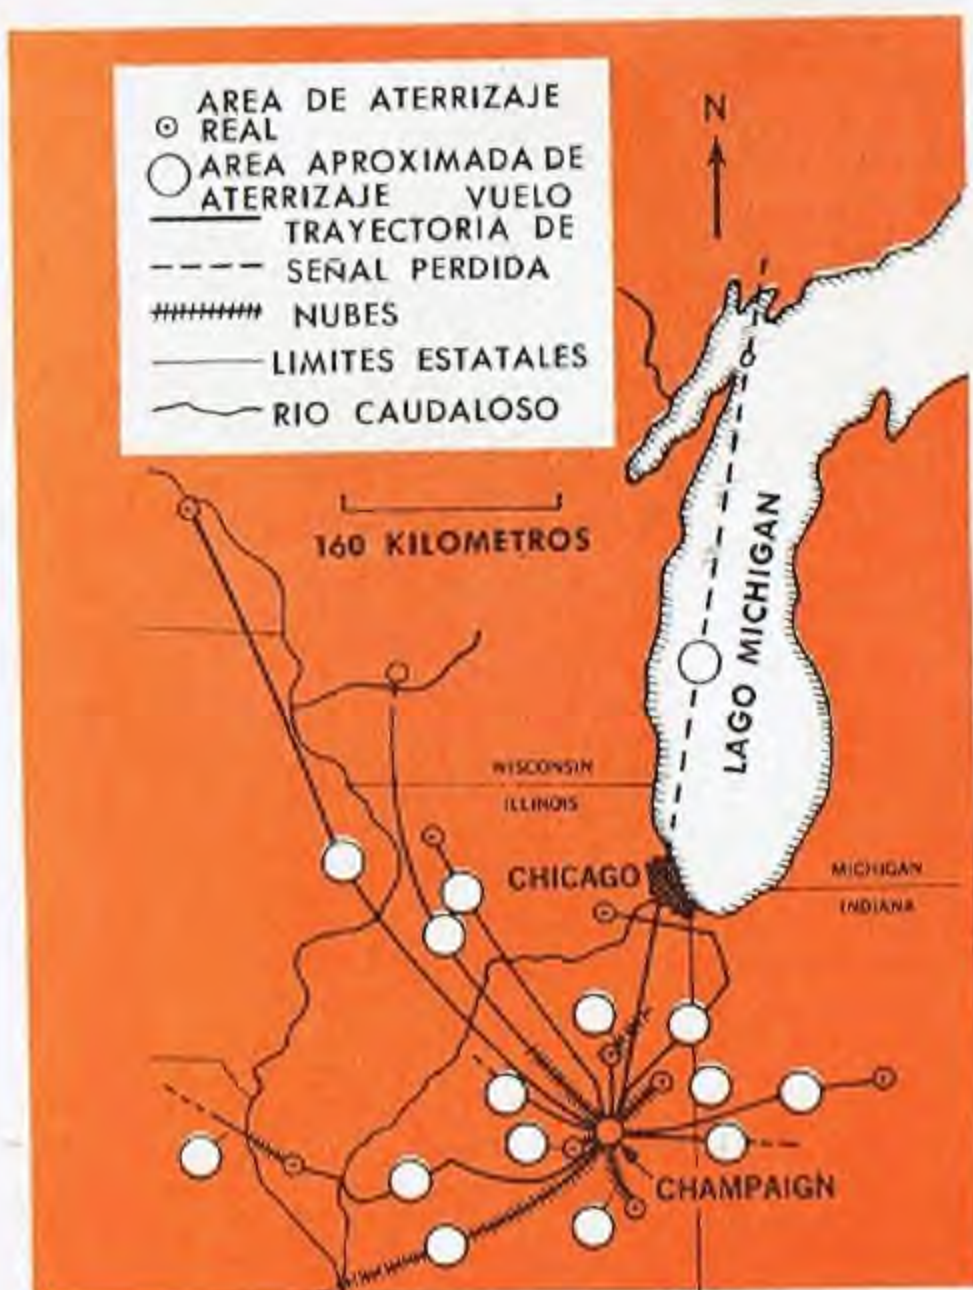 AREA DE ATERRIZAJE
REAL
AREA APROXIMADA DE
ATERRIZAJE VUELO
TRAYECTORIA DE
SEÑAL PERDIDA
NUBES
LIMITES ESTATALES
RIO CAUDALOSO
N
160 KILOMETROS
LAGO MICHIGAN
WISCONSIN
ILLINOIS
CHICAGO
MICHIGAN
INDIANA
CHAMPAIGN